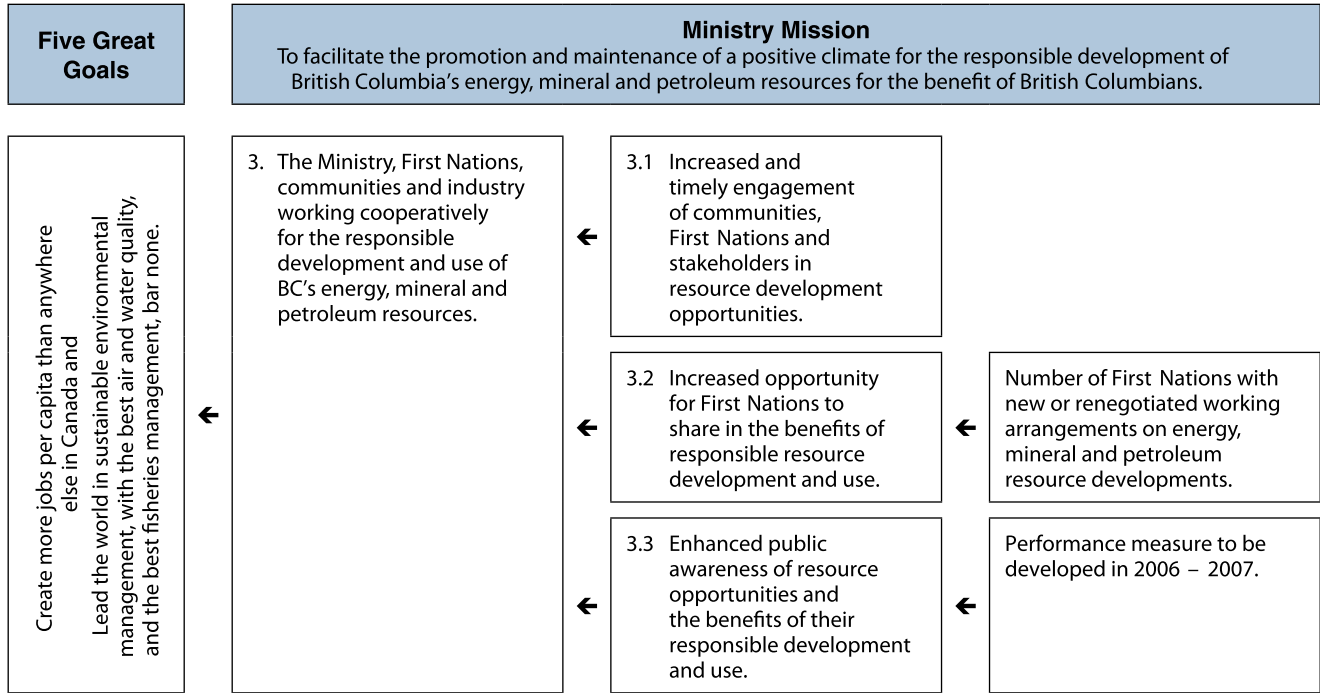 Five Great
Goals
Ministry Mission
To facilitate the promotion and maintenance of a positive climate for the responsible development of
British Columbia’s energy, mineral and petroleum resources for the benefit of British Columbians.
Create more jobs per capita than anywhere
else in Canada and
Lead the world in sustainable environmental
management, with the best air and water quality,
and the best fisheries management, bar none.
3. The Ministry, First Nations,
communities and industry
working cooperatively
for the responsible
development and use of
BC’s energy, mineral and
petroleum resources.
3.1 Increased and
timely engagement
of communities,
First Nations and
stakeholders in
resource development
opportunities.
3.2 Increased opportunity
for First Nations to
share in the benefits of
responsible resource
development and use.
Number of First Nations with
new or renegotiated working
arrangements on energy,
mineral and petroleum
resource developments.
3.3 Enhanced public
awareness of resource
opportunities and
the benefits of their
responsible development
and use.
Performance measure to be
developed in 2006 – 2007.